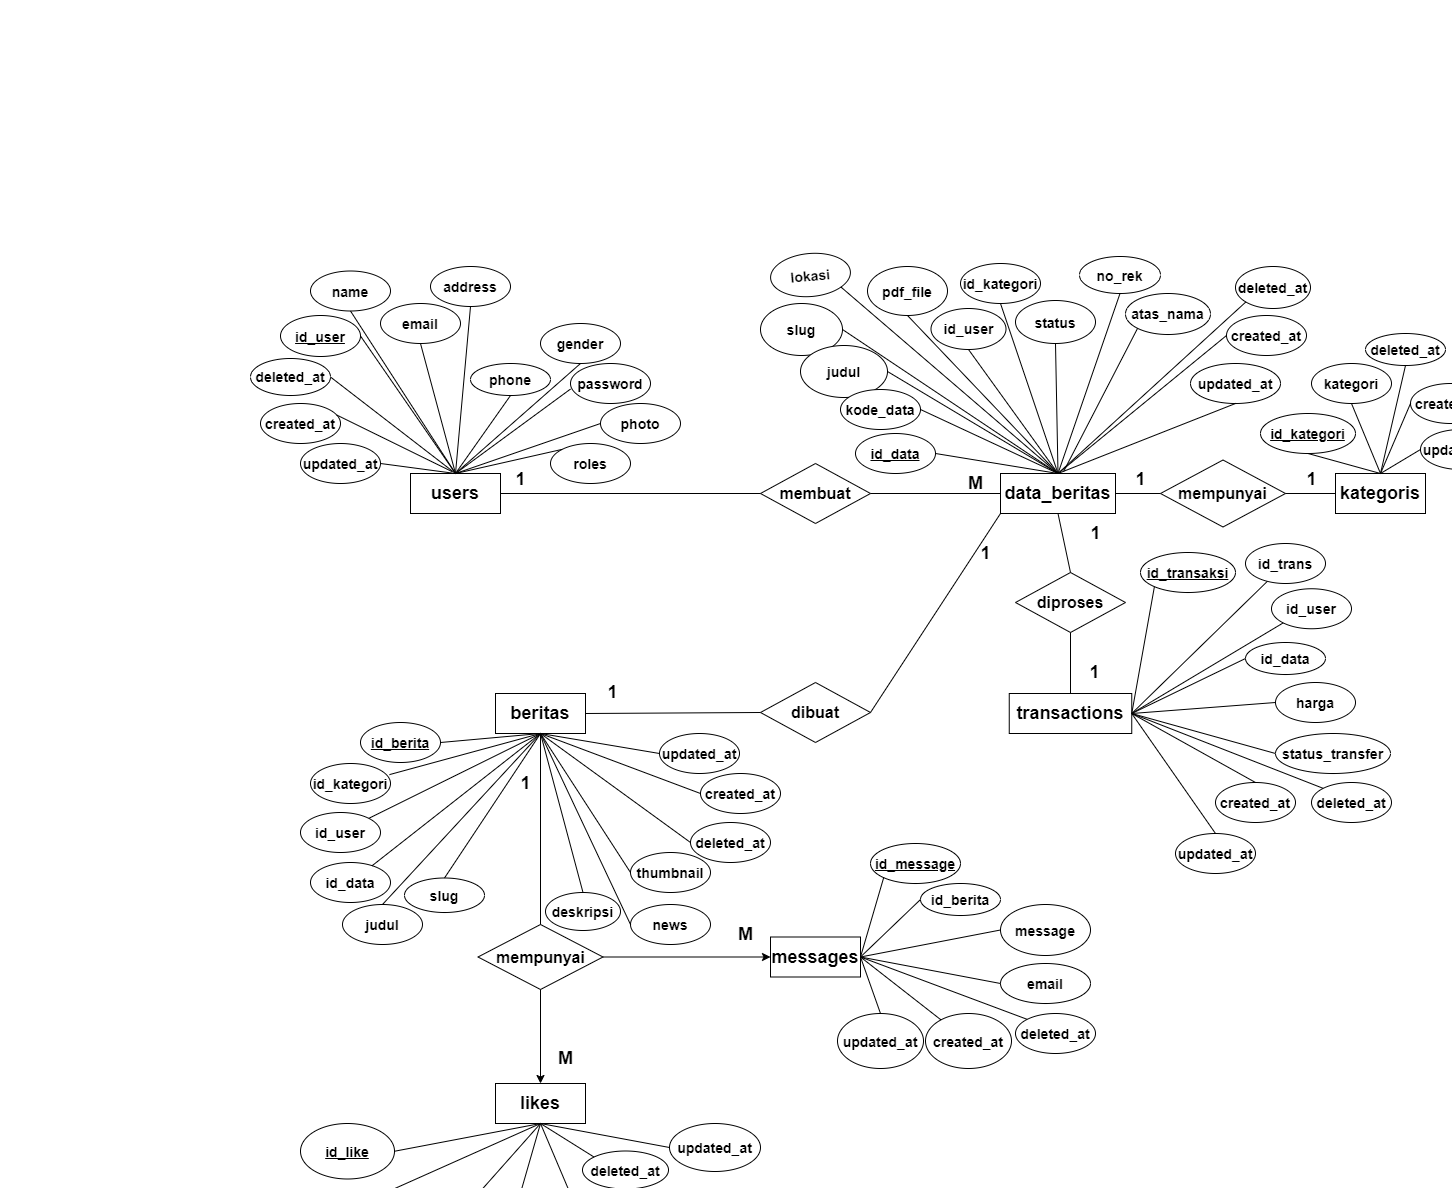 name
address
email
id_user
gender
deleted_at
phone
password
created_at
photo
updated_at
roles
users
1
membuat
M
lokasi
pdf_file
id_kategori
no_rek
deleted_at
slug
id_user
status
atas_nama
created_at
judul
updated_at
kode_data
id_data
data_beritas
1
mempunyai
1
kategoris
deleted_at
kategori
id_kategori
1
1
diproses
1
transactions
id_transaksi
id_trans
id_user
id_data
harga
status_transfer
created_at
deleted_at
updated_at
dibuat
1
beritas
id_berita
id_kategori
id_user
id_data
judul
slug
1
updated_at
created_at
deleted_at
thumbnail
deskripsi
news
mempunyai
M
messages
id_message
id_berita
message
email
deleted_at
created_at
updated_at
M
likes
id_like
deleted_at
updated_at